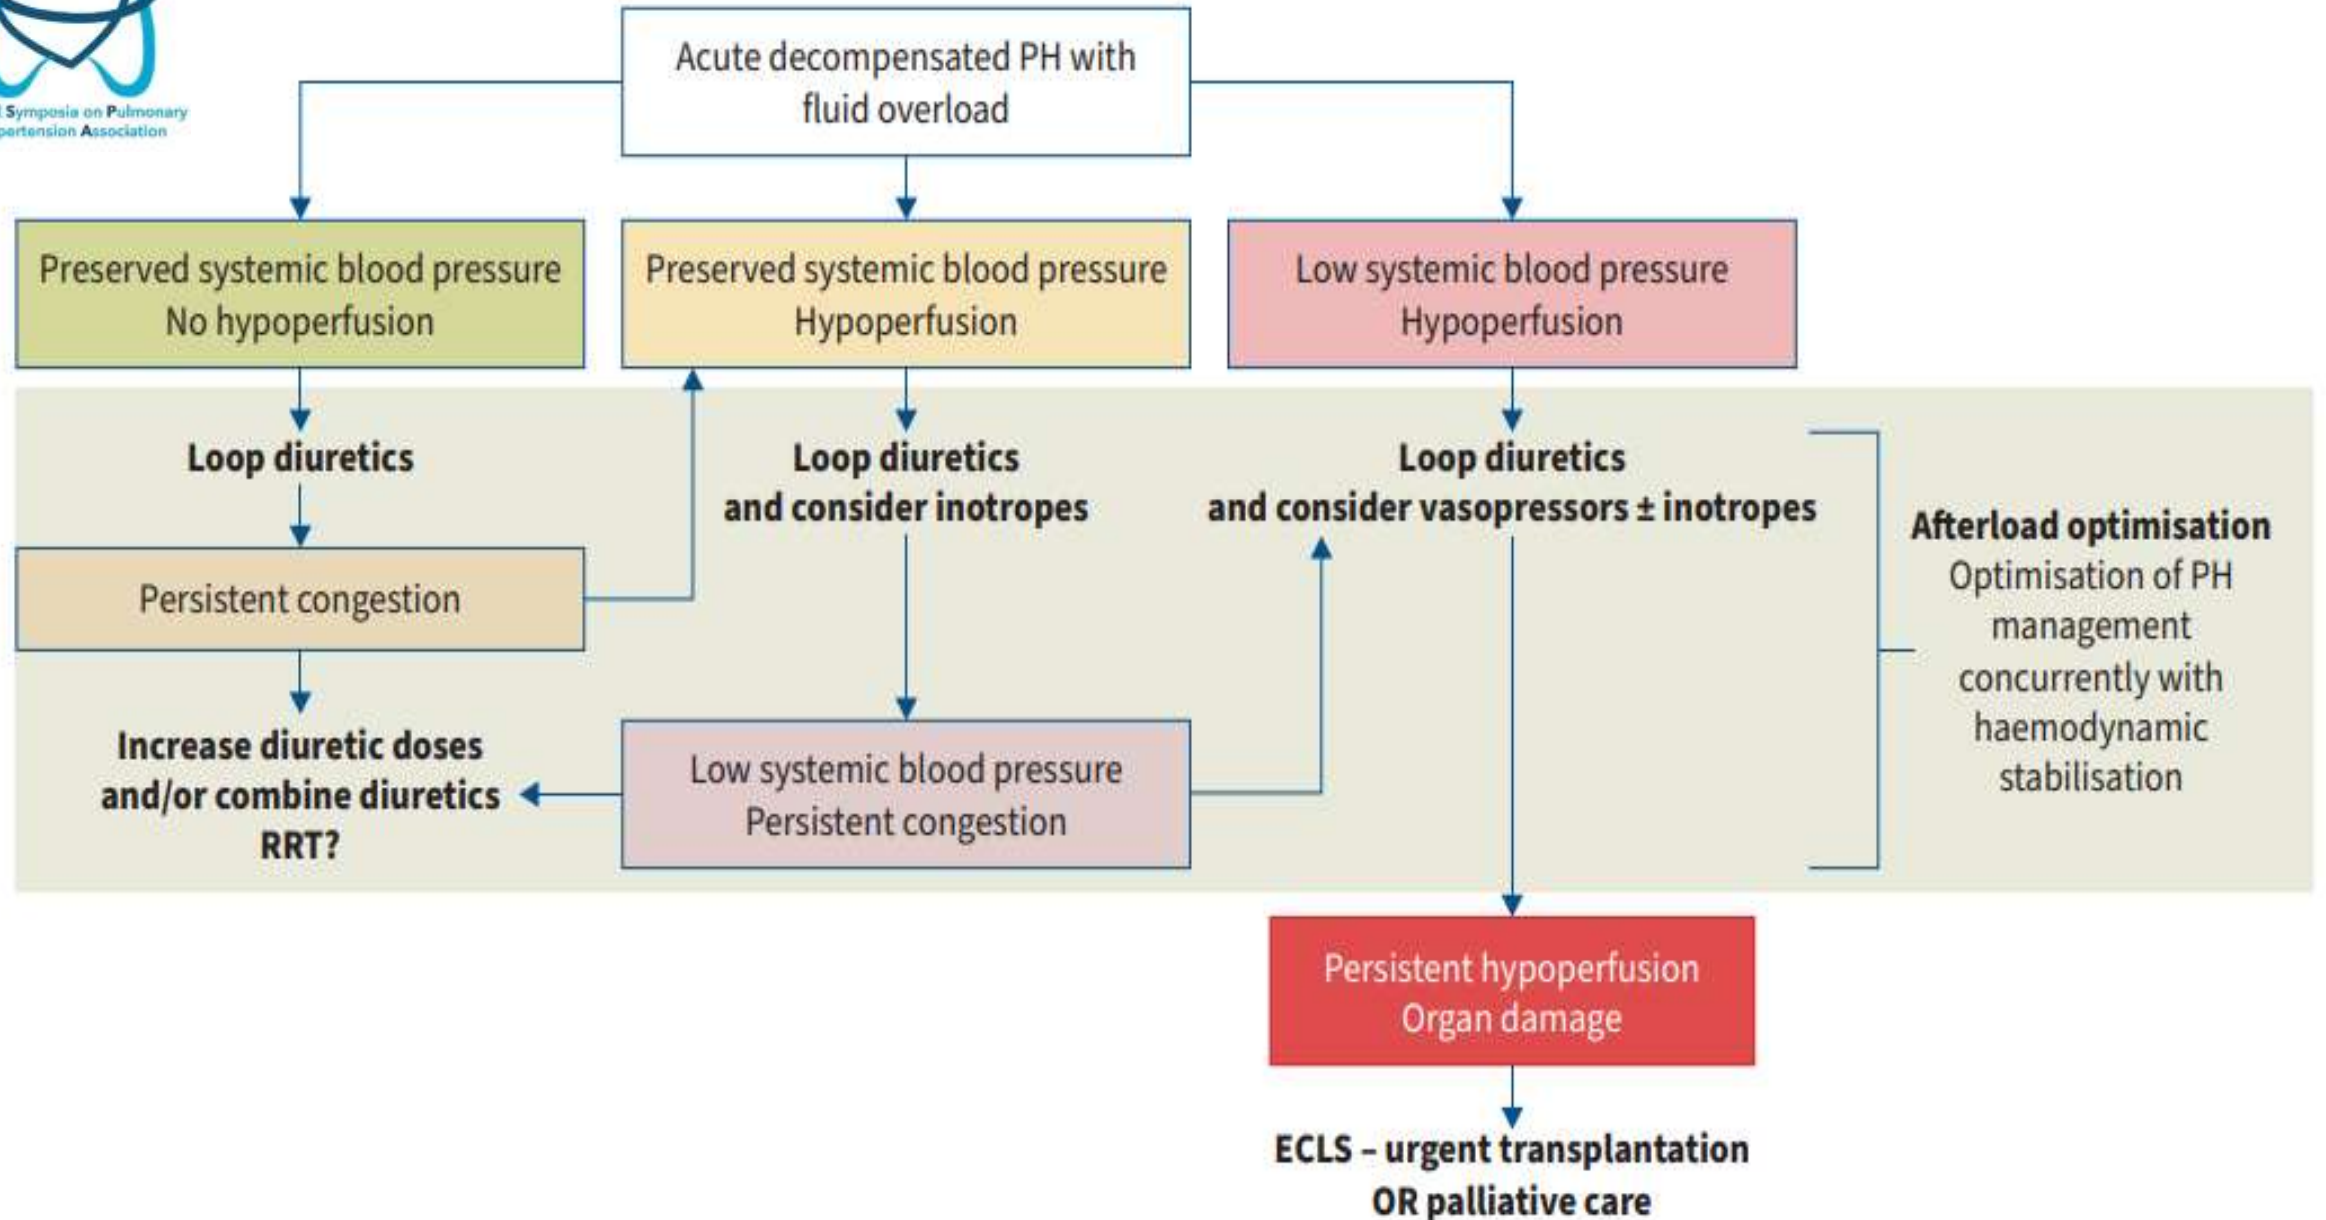 Symposia on Pulmonary
pertension Association
Acute decompensated PH with
fluid overload
Preserved systemic blood pressure
No hypoperfusion
Preserved systemic blood pressure
Hypoperfusion
Low systemic blood pressure
Hypoperfusion
Loop diuretics
Loop diuretics
and consider inotropes
Loop diuretics
and consider vasopressors ± inotropes
Persistent congestion
Increase diuretic doses
and/or combine diuretics
RRT?
Low systemic blood pressure
Persistent congestion
Afterload optimisation
Optimisation of PH
management
concurrently with
haemodynamic
stabilisation
Persistent hypoperfusion
Organ damage
ECLS – urgent transplantation
OR palliative care